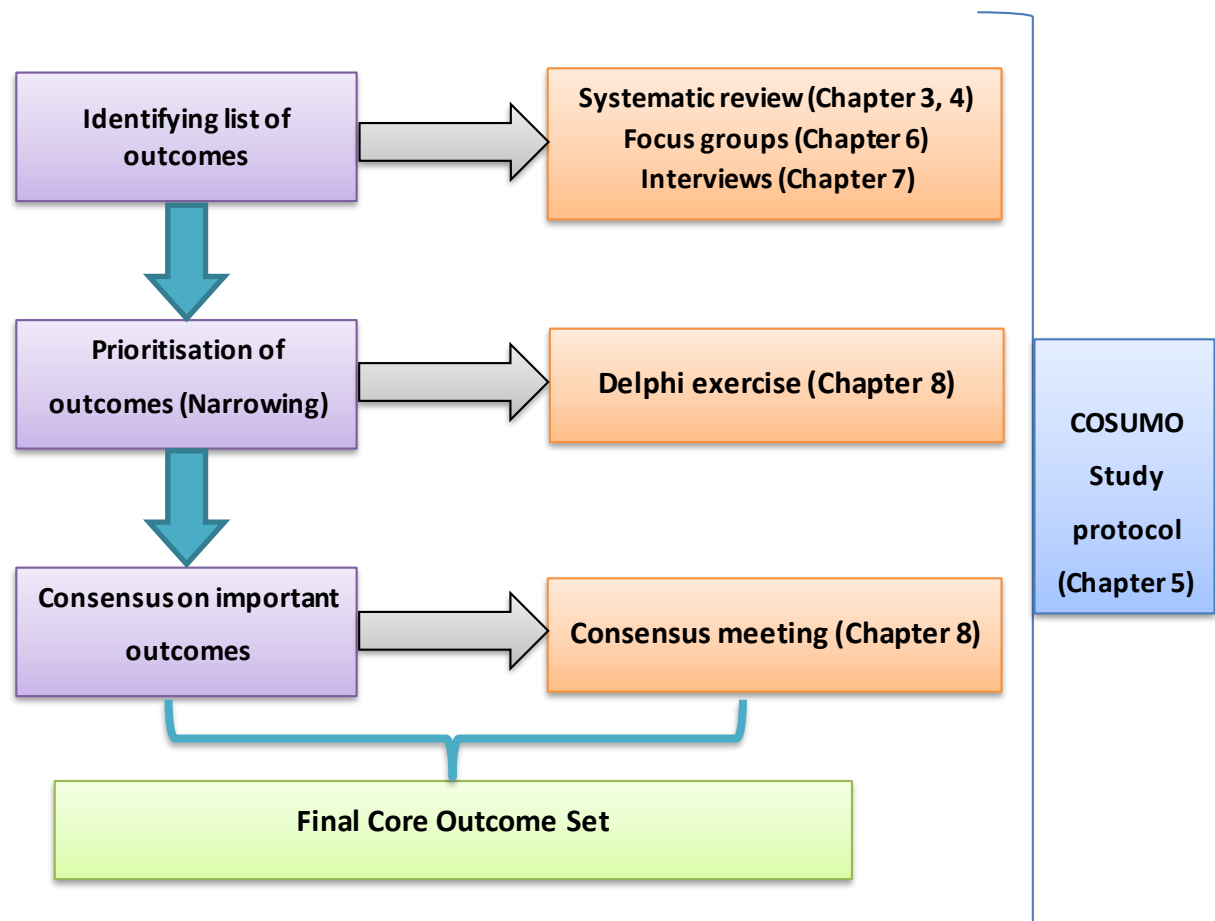 Identifying list of
outcomes
Systematic review (Chapter 3, 4)
Focus groups (Chapter 6)
Interviews (Chapter 7)
Prioritisation of
outcomes (Narrowing)
Delphi exercise (Chapter 8)
Consensus on important
outcomes
Consensus meeting (Chapter 8)
Final Core Outcome Set
COSUMO
Study
protocol
(Chapter 5)